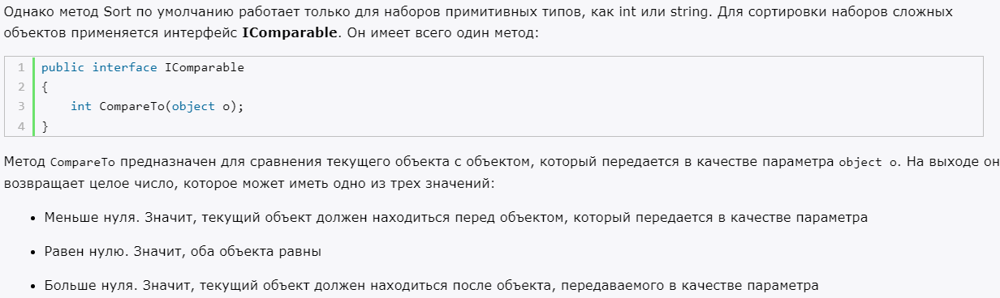 Однако метод Sort по умолчанию работает только для наборов примитивных типов, как int или string. Для сортировки наборов сложных
объектов применяется интерфейс IComparable. Он имеет всего один метод:
1 public interface IComparable
2 {
3     int CompareTo(object o);
4 }
Метод CompareTo предназначен для сравнения текущего объекта с объектом, который передается в качестве параметра object o. На выходе он
возвращает целое число, которое может иметь одно из трех значений:
• Меньше нуля. Значит, текущий объект должен находиться перед объектом, который передается в качестве параметра
• Равен нулю. Значит, оба объекта равны
• Больше нуля. Значит, текущий объект должен находиться после объекта, передаваемого в качестве параметра